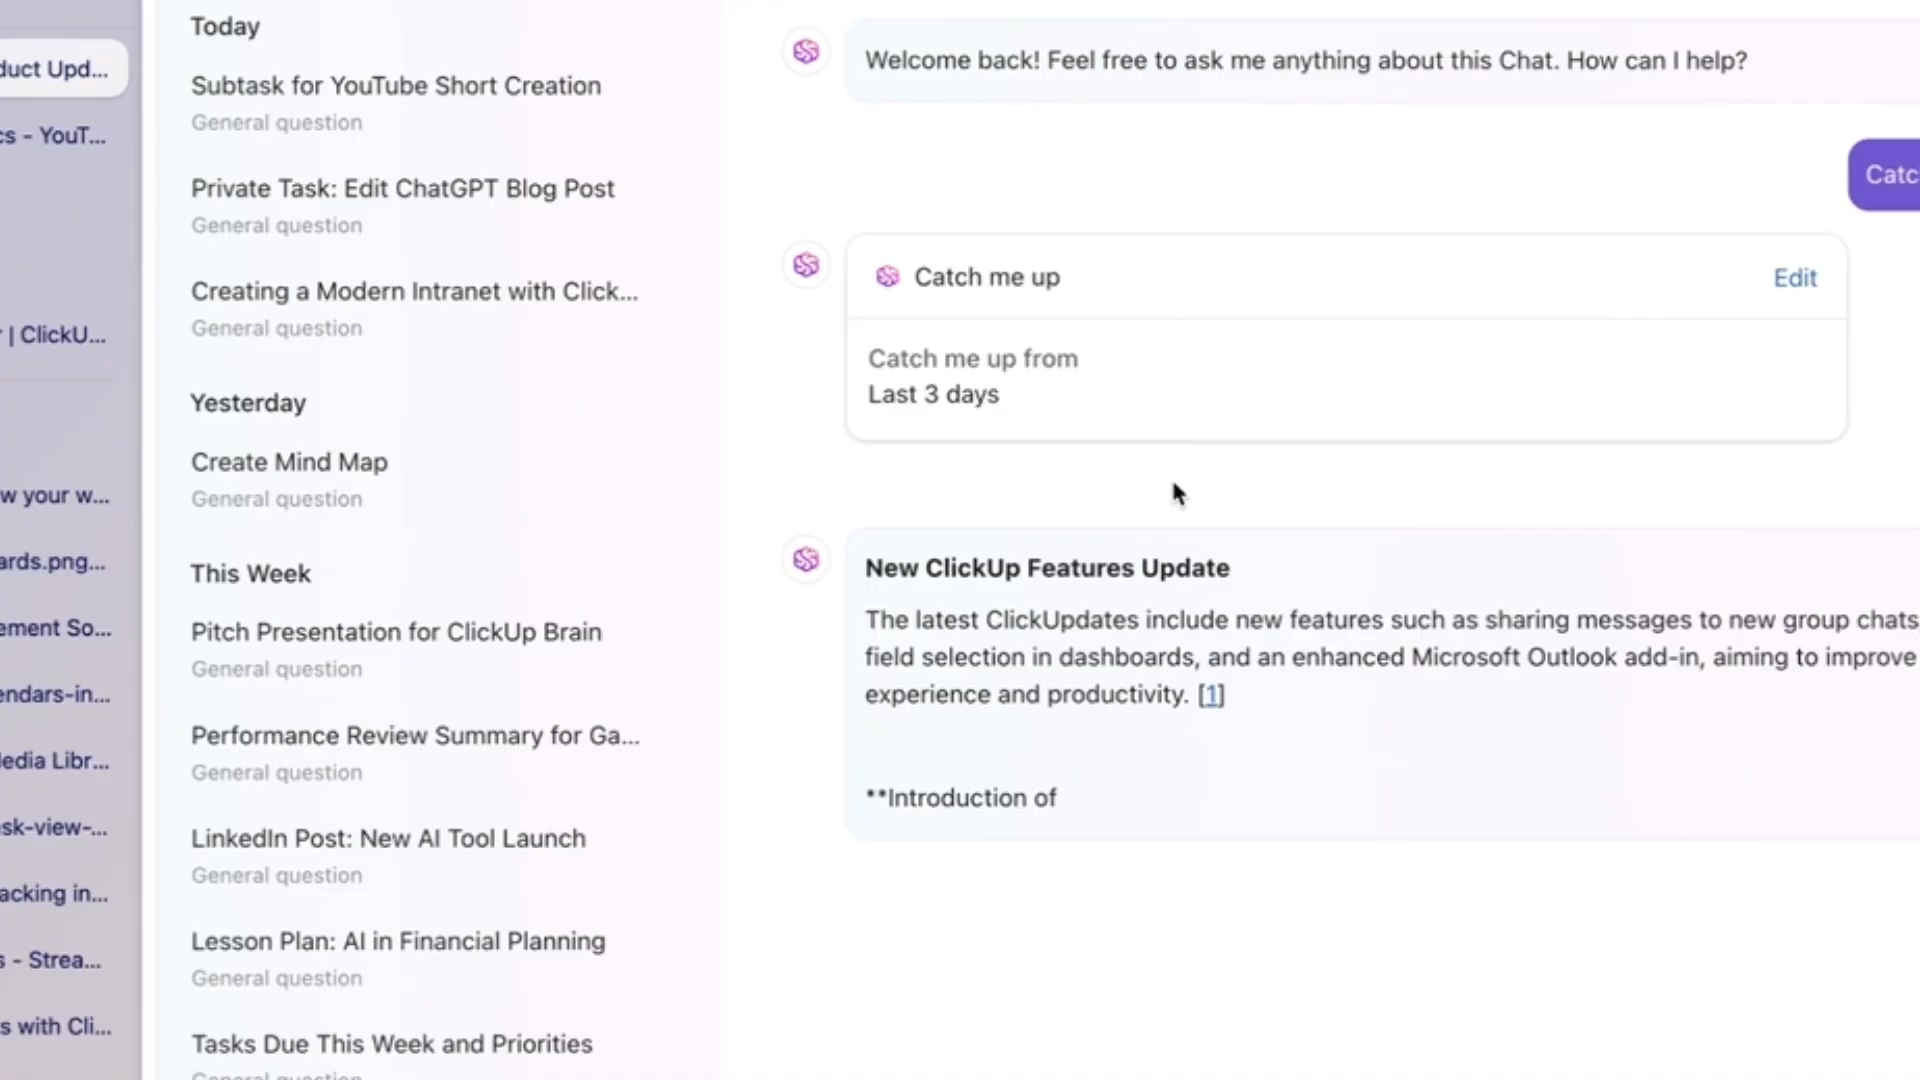 duct Upd...
cs - YouT...
r | ClickU...
w your w...
ards.png...
ement So...
endars-in...
Media Libr...
sk-view-...
acking in...
s - Strea...
s with Cli...
Today
Subtask for YouTube Short Creation
General question
Private Task: Edit ChatGPT Blog Post
General question
Creating a Modern Intranet with Click...
General question
Yesterday
Create Mind Map
General question
This Week
Pitch Presentation for ClickUp Brain
General question
Performance Review Summary for Ga...
General question
LinkedIn Post: New AI Tool Launch
General question
Lesson Plan: AI in Financial Planning
General question
Tasks Due This Week and Priorities
General question
Welcome back! Feel free to ask me anything about this Chat. How can I help?
Catc
Catch me up
Edit
Catch me up from
Last 3 days
New ClickUp Features Update
The latest ClickUpdates include new features such as sharing messages to new group chats
field selection in dashboards, and an enhanced Microsoft Outlook add-in, aiming to improve
experience and productivity. [1]
**Introduction of